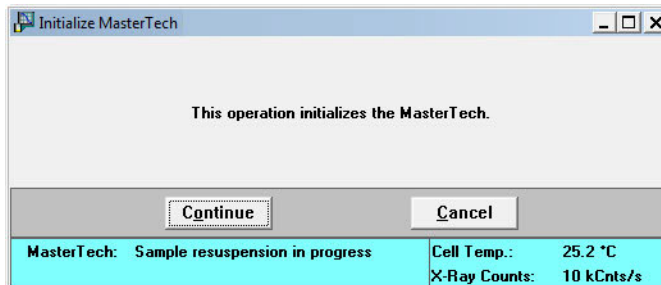 Initialize MasterTech
This operation initializes the MasterTech.
Continue Cancel
MasterTech: Sample resuspension in progress Cell Temp.: 25.2 °C
X-Ray Counts: 10 kCnts/s